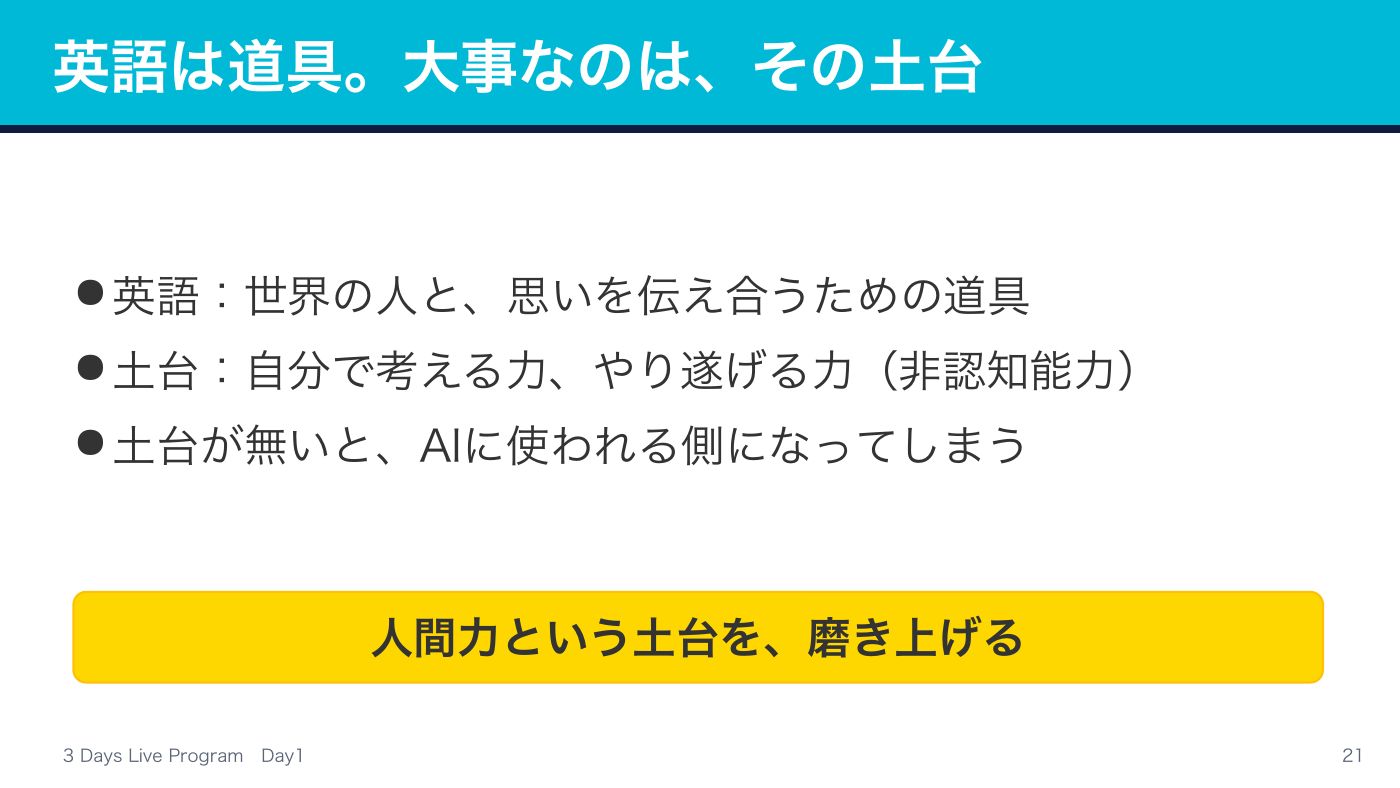 英語は道具。大事なのは、その土台
●英語：世界の人と、思いを伝え合うための道具
●土台：自分で考える力、やり遂げる力（非認知能力）
●土台が無いと、AIに使われる側になってしまう
人間力という土台を、磨き上げる
3 Days Live Program　Day1
21